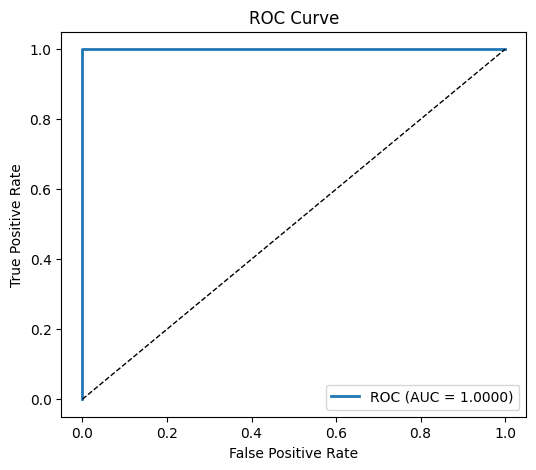 ROC Curve
True Positive Rate
1.0
0.8
0.6
0.4
0.2
0.0
ROC (AUC = 1.0000)
0.0 0.2 0.4 0.6 0.8 1.0
False Positive Rate